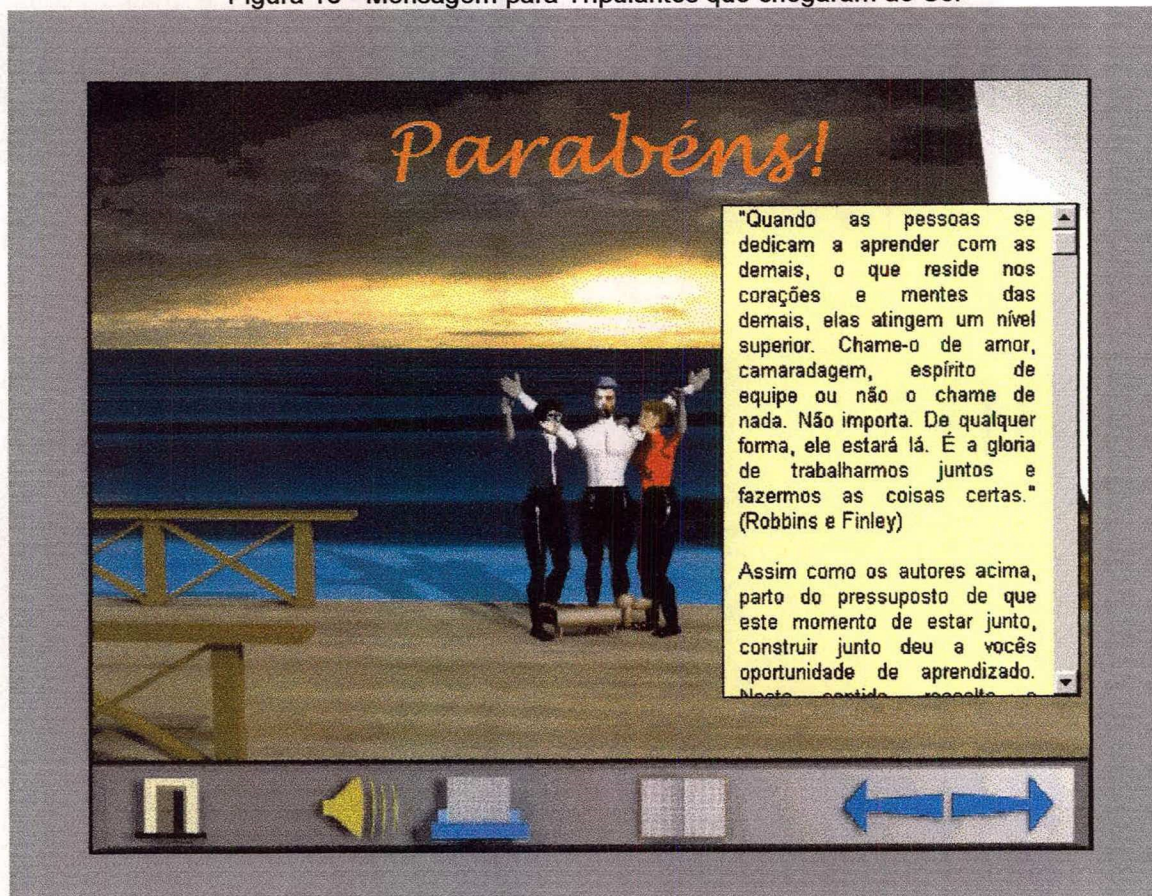 Parabéns!
"Quando as pessoas se
dedicam a aprender com as
demais, o que reside nos
corações e mentes das
demais, elas atingem um nível
superior. Chame-o de amor,
camaradagem, espírito de
equipe ou não o chame de
nada. Não importa. De qualquer
forma, ele estará lá. É a gloria
de trabalharmos juntos e
fazermos as coisas certas."
(Robbins e Finley)
Assim como os autores acima,
parto do pressuposto de que
este momento de estar junto,
construir junto deu a vocês
oportunidade de aprendizado.